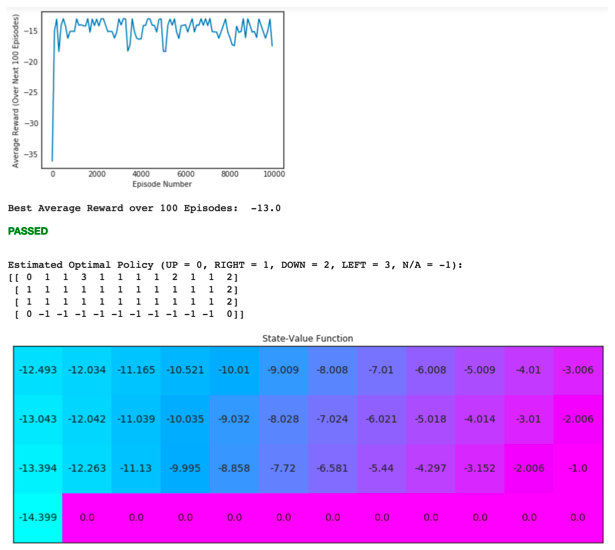 Average Reward (Over Next 100 Episodes)
−15
−20
−25
−30
−35
0 2000 4000 6000 8000 10000
Episode Number
Best Average Reward over 100 Episodes:  -13.0
PASSED
Estimated Optimal Policy (UP = 0, RIGHT = 1, DOWN = 2, LEFT = 3, N/A = -1):
[[ 0  1  1  3  1  1  1  1  2  1  1  2]
 [ 1  1  1  1  1  1  1  1  1  1  1  2]
 [ 1  1  1  1  1  1  1  1  1  1  1  2]
 [ 0 -1 -1 -1 -1 -1 -1 -1 -1 -1 -1  0]]
State-Value Function
-12.493 -12.034 -11.165 -10.521 -10.01 -9.009 -8.008 -7.01 -6.008 -5.009 -4.01 -3.006
-13.043 -12.042 -11.039 -10.035 -9.032 -8.028 -7.024 -6.021 -5.018 -4.014 -3.01 -2.006
-13.394 -12.263 -11.13 -9.995 -8.858 -7.72 -6.581 -5.44 -4.297 -3.152 -2.006 -1.0
-14.399 0.0 0.0 0.0 0.0 0.0 0.0 0.0 0.0 0.0 0.0 0.0